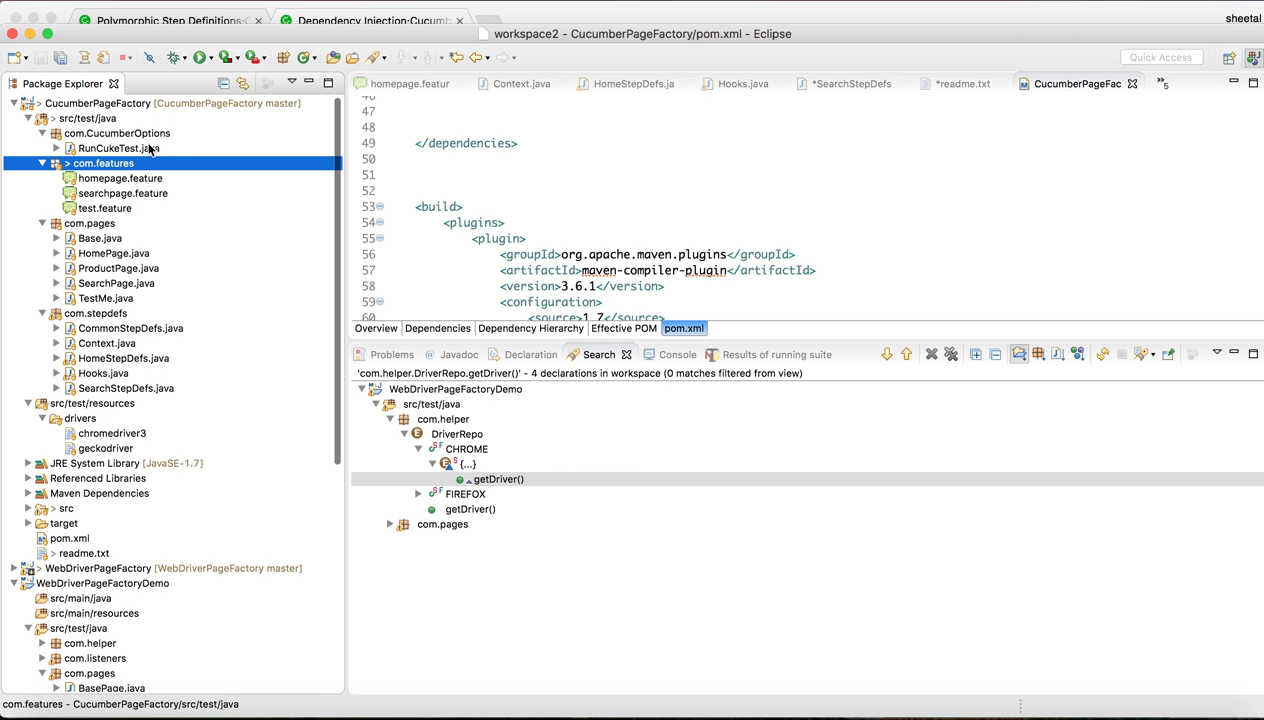 Polymorphic Step Definitions:
Dependency Injection·Cucumb
sheetal
workspace2 - CucumberPageFactory/pom.xml - Eclipse
Quick Access
Package Explorer
homepage.featur
Context.java
HomeStepDefs.ja
Hooks.java
*SearchStepDefs
*readme.txt
CucumberPageFac
5
> CucumberPageFactory [CucumberPageFactory master]
> src/test/java
com.CucumberOptions
RunCukeTest.java
> com.features
homepage.feature
searchpage.feature
test.feature
com.pages
Base.java
HomePage.java
ProductPage.java
SearchPage.java
TestMe.java
com.stepdefs
CommonStepDefs.java
Context.java
HomeStepDefs.java
Hooks.java
SearchStepDefs.java
src/test/resources
drivers
chromedriver3
geckodriver
JRE System Library [JavaSE-1.7]
Referenced Libraries
Maven Dependencies
> src
target
pom.xml
> readme.txt
> WebDriverPageFactory [WebDriverPageFactory master]
WebDriverPageFactoryDemo
src/main/java
src/main/resources
src/test/java
com.helper
com.listeners
com.pages
BasePage.java
46
47
48
49 </dependencies>
50
51
52
53 <build>
54 <plugins>
55 <plugin>
56 <groupId>org.apache.maven.plugins</groupId>
57 <artifactId>maven-compiler-plugin</artifactId>
58 <version>3.6.1</version>
59 <configuration>
60 <source>1.7</source>
Overview Dependencies Dependency Hierarchy Effective POM pom.xml
Problems @ Javadoc Declaration Search Console Results of running suite
'com.helper.DriverRepo.getDriver()' - 4 declarations in workspace (0 matches filtered from view)
WebDriverPageFactoryDemo
src/test/java
com.helper
DriverRepo
CHROME
{...}
getDriver()
FIREFOX
getDriver()
com.pages
com.features - CucumberPageFactory/src/test/java